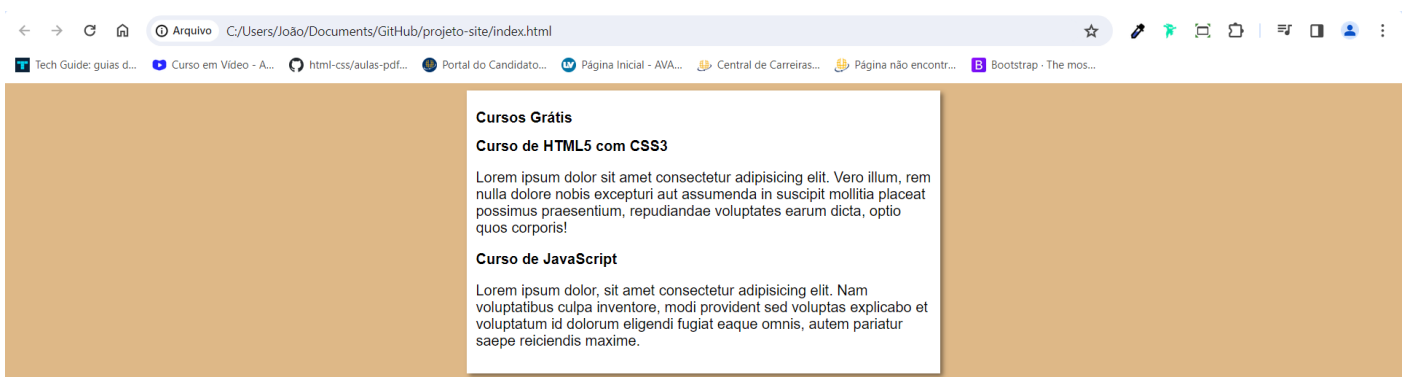 Arquivo C:/Users/João/Documents/GitHub/projeto-site/index.html
Tech Guide: guias d... Curso em Vídeo - A... html-css/aulas-pdf... Portal do Candidato... Página Inicial - AVA... Central de Carreiras... Página não encontr... Bootstrap · The mos...
Cursos Grátis
Curso de HTML5 com CSS3
Lorem ipsum dolor sit amet consectetur adipisicing elit. Vero illum, rem
nulla dolore nobis excepturi aut assumenda in suscipit mollitia placeat
possimus praesentium, repudiandae voluptates earum dicta, optio
quos corporis!
Curso de JavaScript
Lorem ipsum dolor, sit amet consectetur adipisicing elit. Nam
voluptatibus culpa inventore, modi provident sed voluptas explicabo et
voluptatum id dolorum eligendi fugiat eaque omnis, autem pariatur
saepe reiciendis maxime.